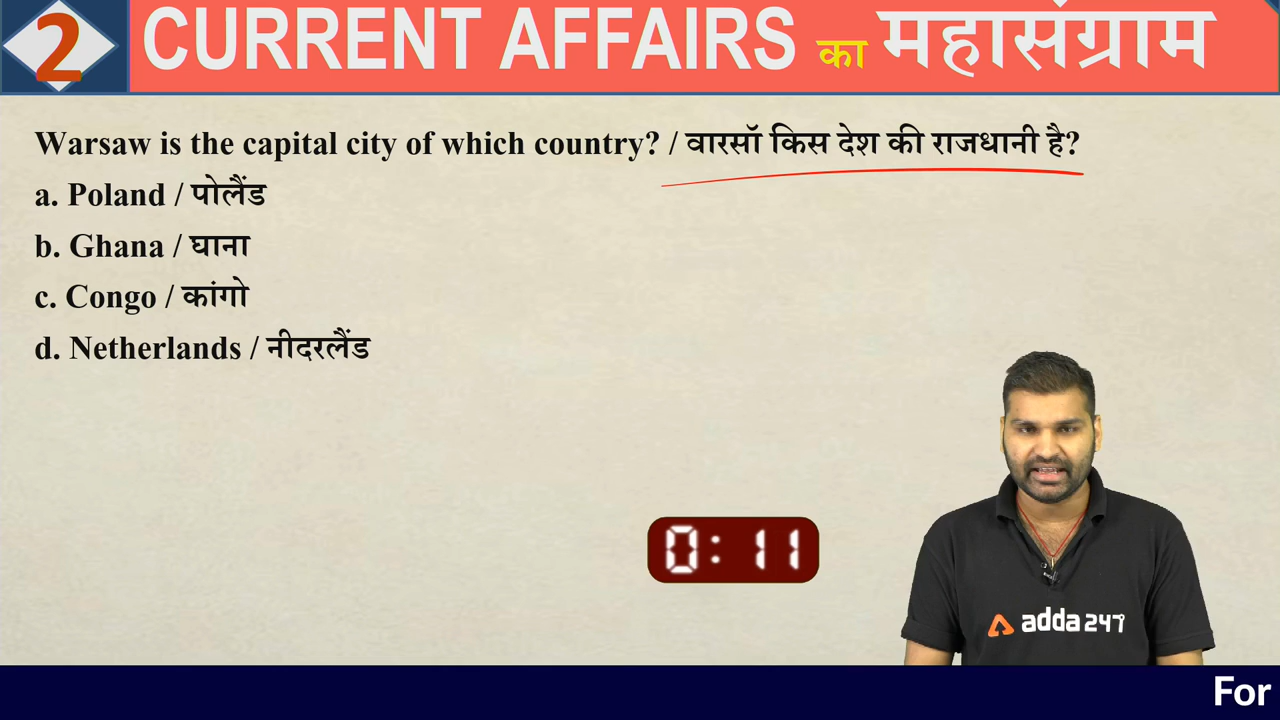 2
CURRENT AFFAIRS का महासंग्राम
Warsaw is the capital city of which country? / वारसॉ किस देश की राजधानी है?
a. Poland / पोलैंड
b. Ghana / घाना
c. Congo / कांगो
d. Netherlands / नीदरलैंड
0:11
adda247
For